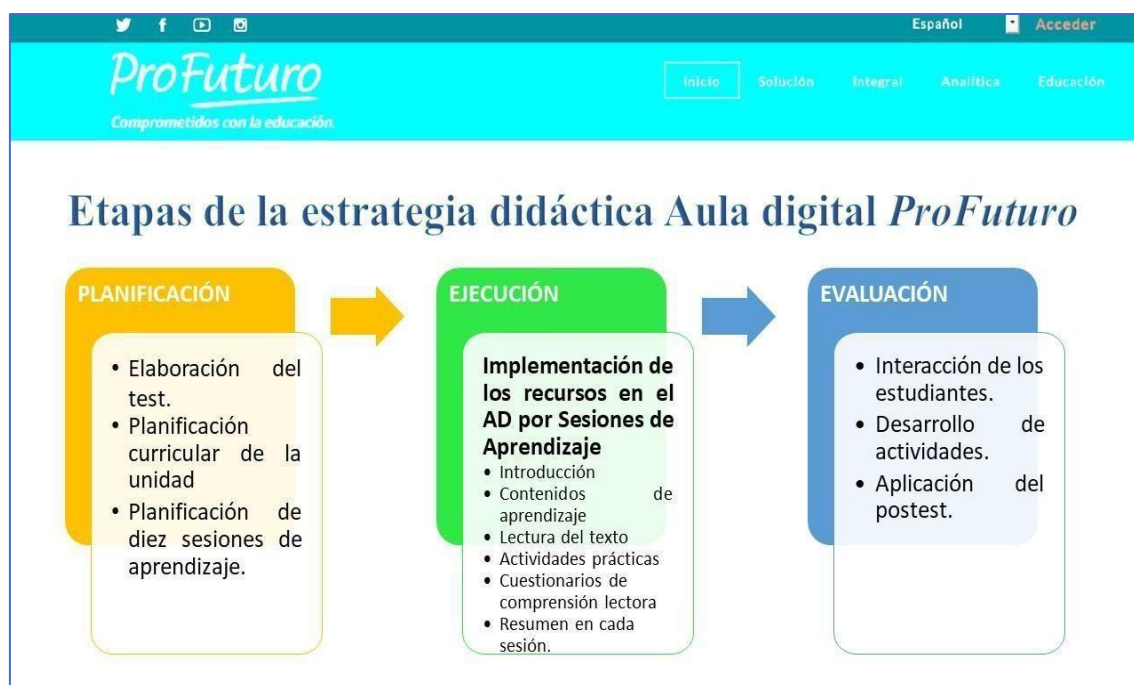 Español
Acceder
ProFuturo
Comprometidos con la educación.
Inicio
Solución
Integral
Analítica
Educación
Etapas de la estrategia didáctica Aula digital ProFuturo
PLANIFICACIÓN
• Elaboración del
test.
• Planificación
curricular de la
unidad
• Planificación de
diez sesiones de
aprendizaje.
EJECUCIÓN
Implementación de
los recursos en el
AD por Sesiones de
Aprendizaje
• Introducción
• Contenidos de
aprendizaje
• Lectura del texto
• Actividades prácticas
• Cuestionarios de
comprensión lectora
• Resumen en cada
sesión.
EVALUACIÓN
• Interacción de los
estudiantes.
• Desarrollo de
actividades.
• Aplicación del
postest.